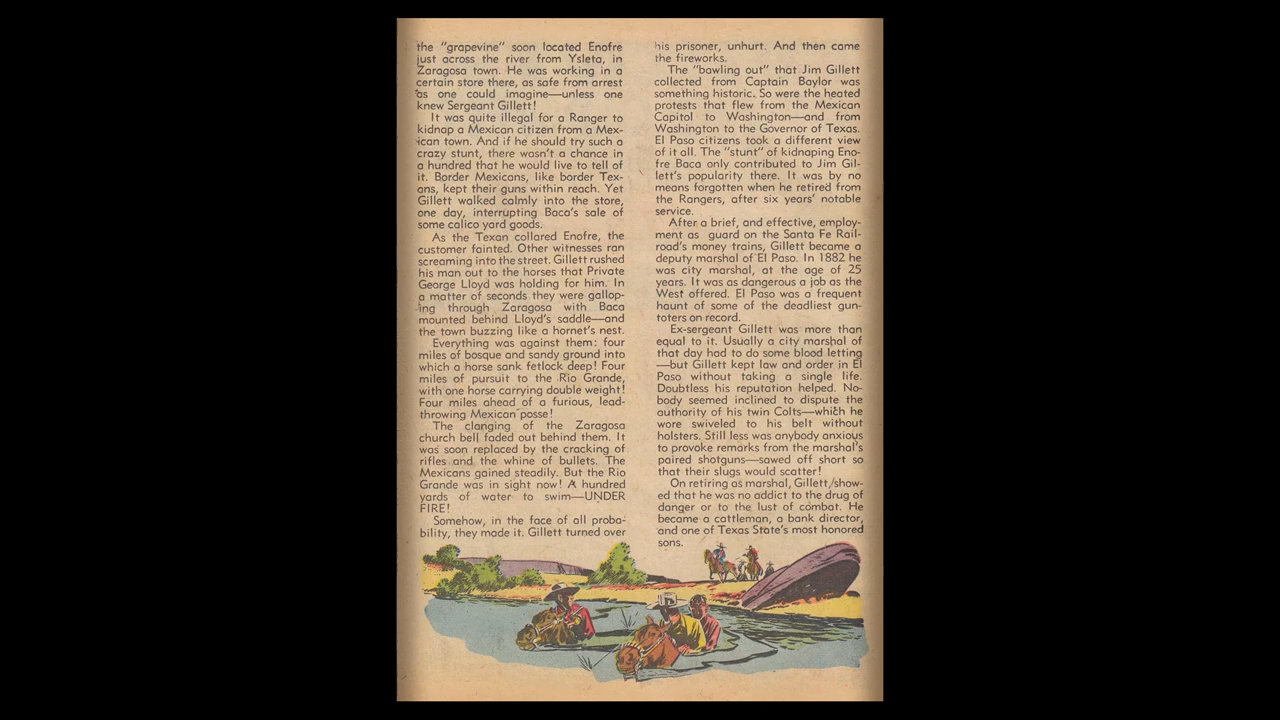 the "grapevine" soon located Enofre
just across the river from Ysleta, in
Zaragosa town. He was working in a
certain store there, as safe from arrest
as one could imagine—unless one
knew Sergeant Gillett!
It was quite illegal for a Ranger to
kidnap a Mexican citizen from a Mex-
ican town. And if he should try such a
crazy stunt, there wasn't a chance in
a hundred that he would live to tell of
it. Border Mexicans, like border Tex-
ans, kept their guns within reach. Yet
Gillett walked calmly into the store,
one day, interrupting Baca's sale of
some calico yard goods.
As the Texan collared Enofre, the
customer fainted. Other witnesses ran
screaming into the street. Gillett rushed
his man out to the horses that Private
George Lloyd was holding for him. In
a matter of seconds they were gallop-
ing through Zaragosa with Baca
mounted behind Lloyd's saddle—and
the town buzzing like a hornet's nest.
Everything was against them: four
miles of bosque and sandy ground into
which a horse sank fetlock deep! Four
miles of pursuit to the Rio Grande,
with one horse carrying double weight!
Four miles ahead of a furious, lead-
throwing Mexican posse!
The clanging of the Zaragosa
church bell faded out behind them. It
was soon replaced by the cracking of
rifles and the whine of bullets. The
Mexicans gained steadily. But the Rio
Grande was in sight now! A hundred
yards of water to swim—UNDER
FIRE!
Somehow, in the face of all proba-
bility, they made it. Gillett turned over
his prisoner, unhurt. And then came
the fireworks.
The "bawling out" that Jim Gillett
collected from Captain Baylor was
something historic. So were the heated
protests that flew from the Mexican
Capitol to Washington—and from
Washington to the Governor of Texas.
El Paso citizens took a different view
of it all. The "stunt" of kidnaping Eno-
fre Baca only contributed to Jim Gil-
lett's popularity there. It was by no
means forgotten when he retired from
the Rangers, after six years' notable
service.
After a brief, and effective, employ-
ment as guard on the Santa Fe Rail-
road's money trains, Gillett became a
deputy marshal of El Paso. In 1882 he
was city marshal, at the age of 25
years. It was as dangerous a job as the
West offered. El Paso was a frequent
haunt of some of the deadliest gun-
toters on record.
Ex-sergeant Gillett was more than
equal to it. Usually a city marshal of
that day had to do some blood letting
—but Gillett kept law and order in El
Paso without taking a single life.
Doubtless his reputation helped. No-
body seemed inclined to dispute the
authority of his twin Colts—which he
wore swiveled to his belt without
holsters. Still less was anybody anxious
to provoke remarks from the marshal's
paired shotguns—sawed off short so
that their slugs would scatter!
On retiring as marshal, Gillett show-
ed that he was no addict to the drug of
danger or to the lust of combat. He
became a cattleman, a bank director,
and one of Texas State's most honored
sons.